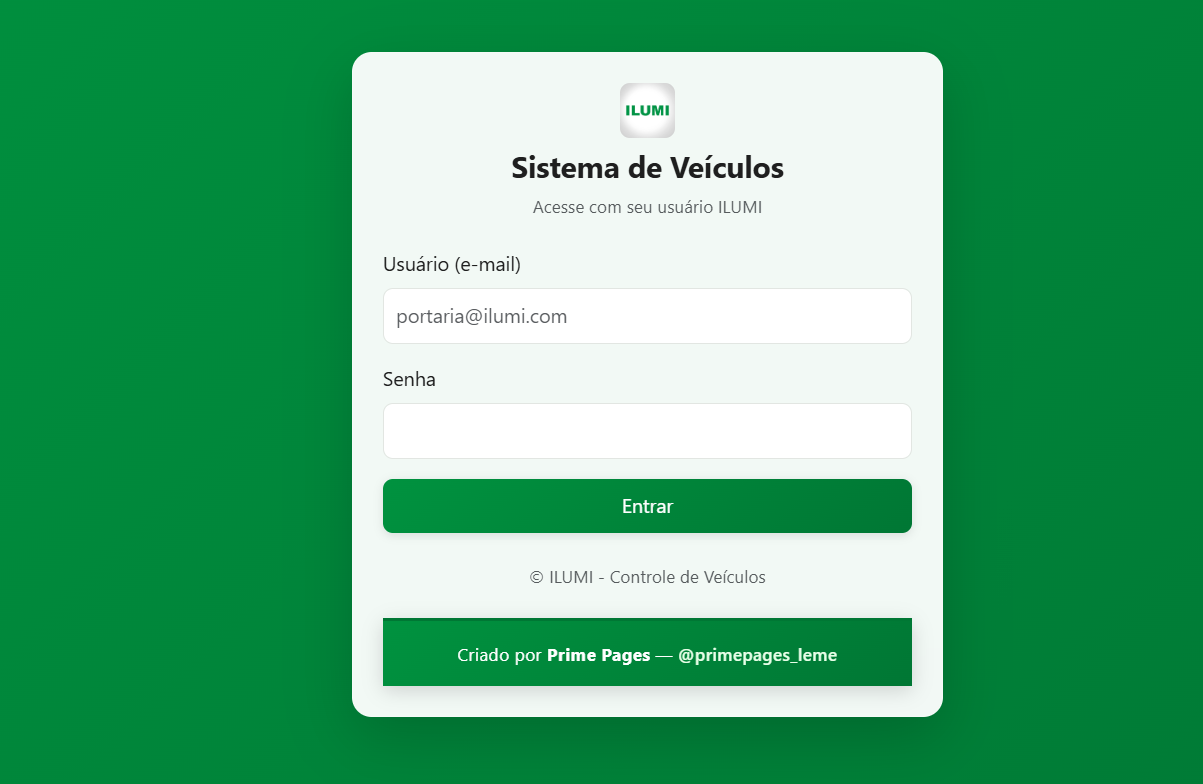 ILUMI
Sistema de Veículos
Acesse com seu usuário ILUMI
Usuário (e-mail)
portaria@ilumi.com
Senha
Entrar
© ILUMI - Controle de Veículos
Criado por Prime Pages — @primepages_leme